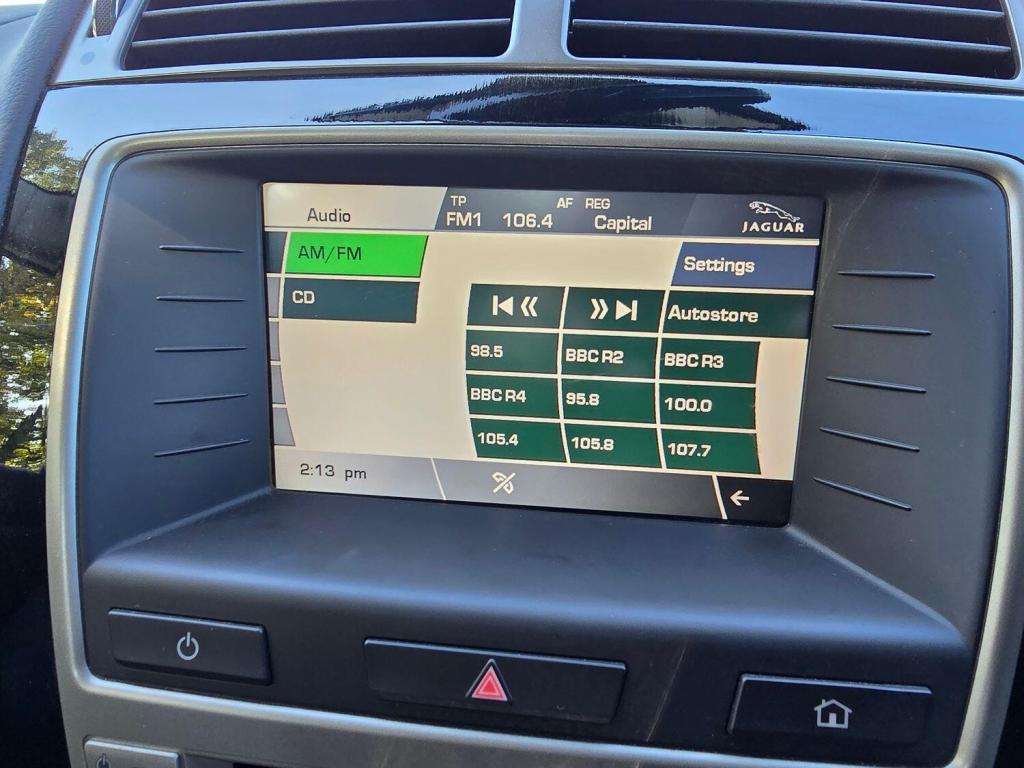 Audio
TP AF REG
FM1 106.4 Capital
JAGUAR
AM/FM
Settings
CD
Autostore
98.5 BBC R2 BBC R3
BBC R4 95.8 100.0
105.4 105.8 107.7
2:13 pm